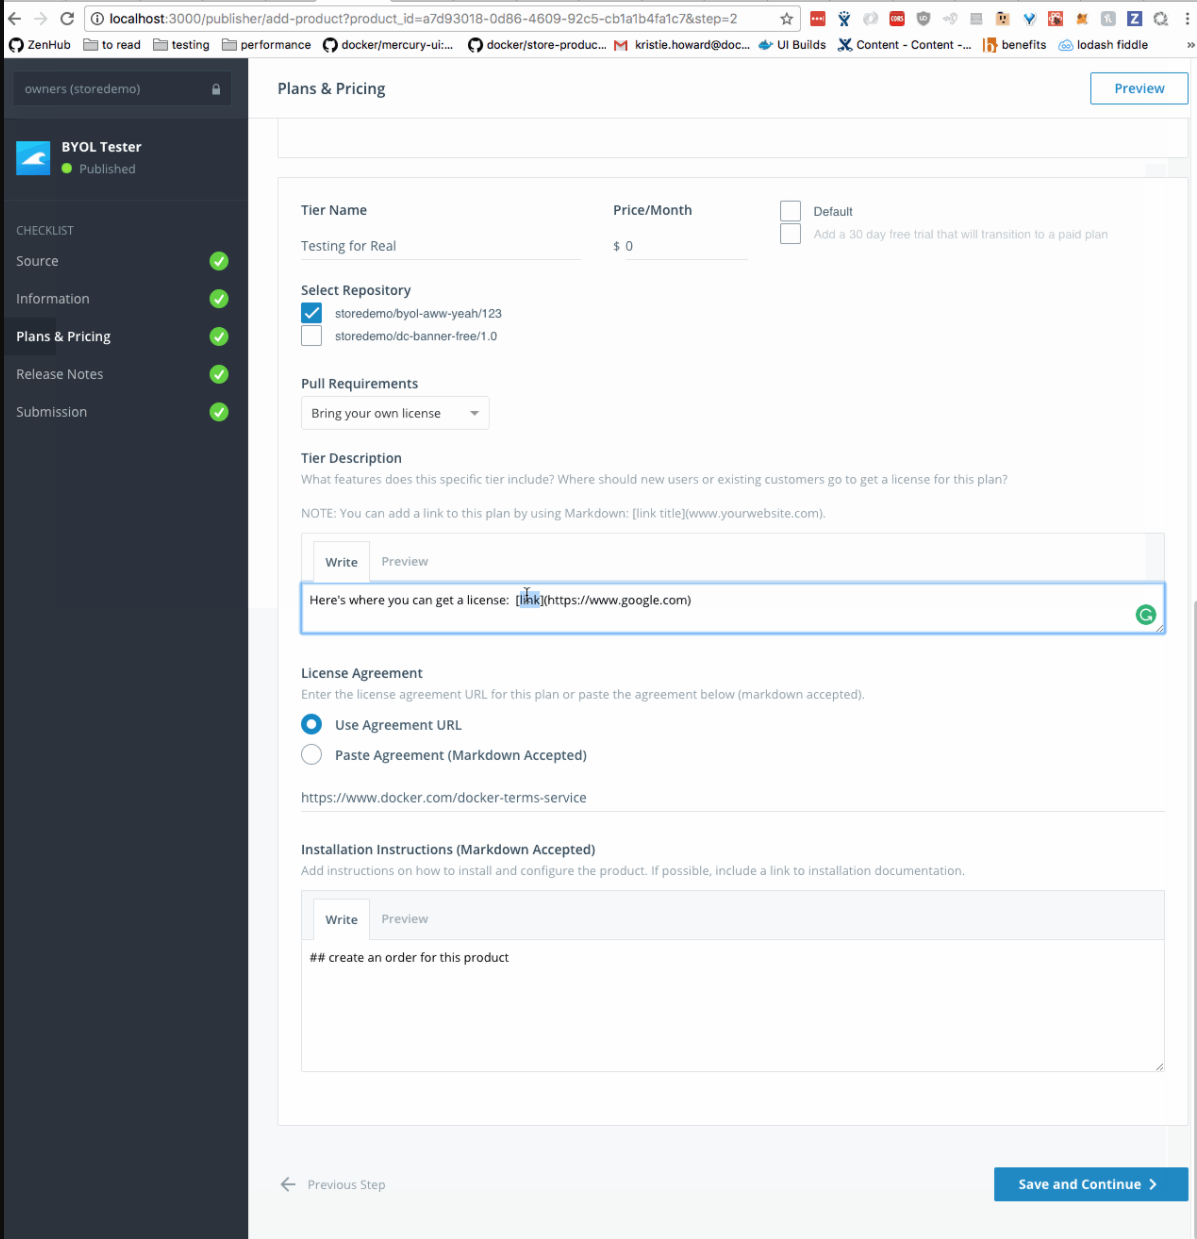 localhost:3000/publisher/add-product?product_id=a7d93018-0d86-4609-92c5-cb1a1b4fa1c7&step=2
ZenHub to read testing performance docker/mercury-ui:... docker/store-produc... kristie.howard@doc... UI Builds Content - Content -... benefits lodash fiddle »
owners (storedemo)
Plans & Pricing
Preview
BYOL Tester
Published
CHECKLIST
Source
Information
Plans & Pricing
Release Notes
Submission
Tier Name
Testing for Real
Price/Month
$ 0
Default
Add a 30 day free trial that will transition to a paid plan
Select Repository
storedemo/byol-aww-yeah/123
storedemo/dc-banner-free/1.0
Pull Requirements
Bring your own license
Tier Description
What features does this specific tier include? Where should new users or existing customers go to get a license for this plan?
NOTE: You can add a link to this plan by using Markdown: [link title](www.yourwebsite.com).
Write Preview
Here's where you can get a license:  [link](https://www.google.com)
License Agreement
Enter the license agreement URL for this plan or paste the agreement below (markdown accepted).
Use Agreement URL
Paste Agreement (Markdown Accepted)
https://www.docker.com/docker-terms-service
Installation Instructions (Markdown Accepted)
Add instructions on how to install and configure the product. If possible, include a link to installation documentation.
Write Preview
## create an order for this product
Previous Step
Save and Continue